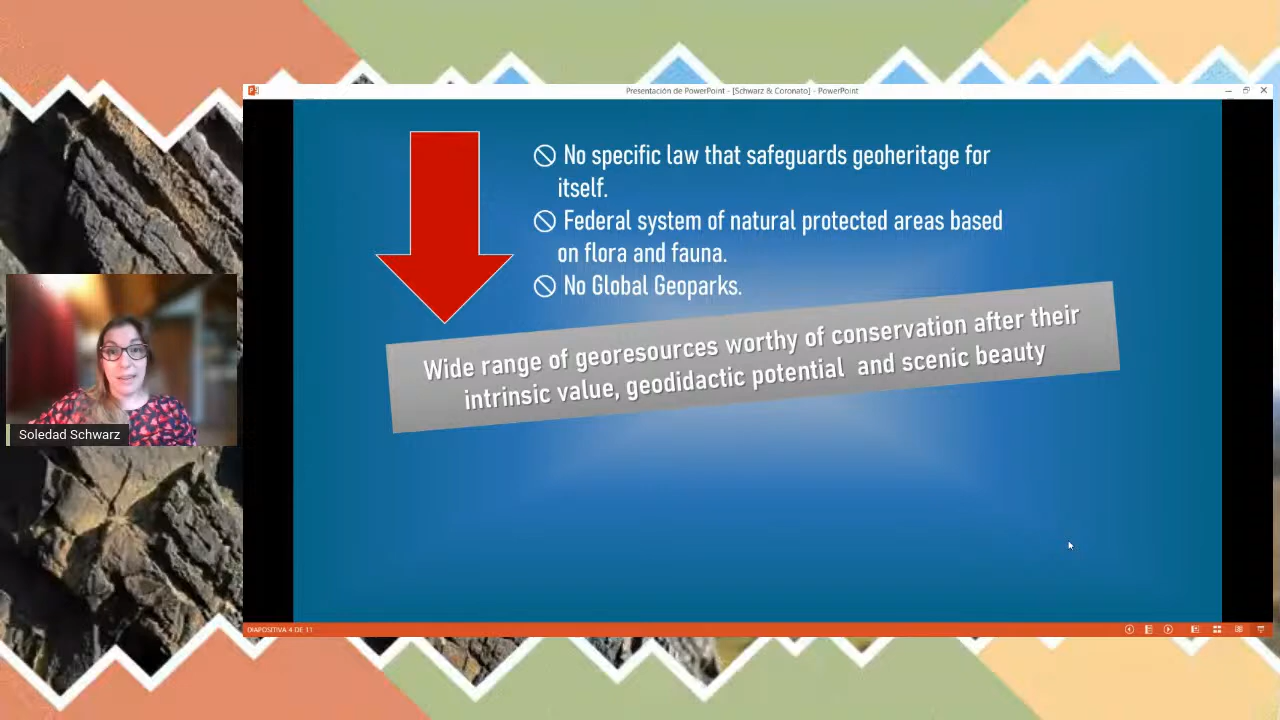 Presentación de PowerPoint - [Schwarz & Coronato] - PowerPoint
No specific law that safeguards geoheritage for
itself.
Federal system of natural protected areas based
on flora and fauna.
No Global Geoparks.
Wide range of georesources worthy of conservation after their
intrinsic value, geodidactic potential and scenic beauty
Soledad Schwarz
DIAPOSITIVA 4 DE 11